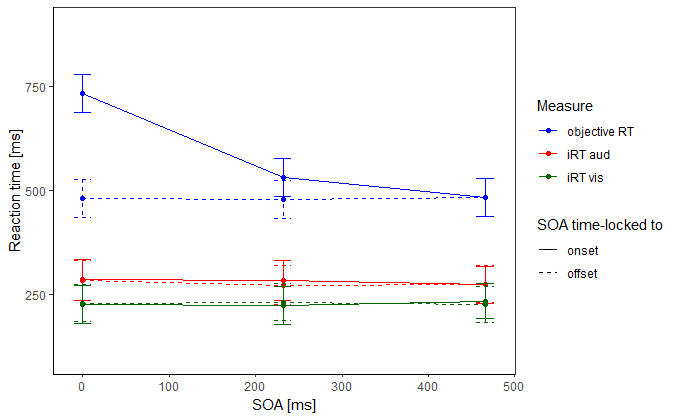 750
500
250
Reaction time [ms]
0
100
200
300
400
500
SOA [ms]
Measure
objective RT
iRT aud
iRT vis
SOA time-locked to
onset
offset